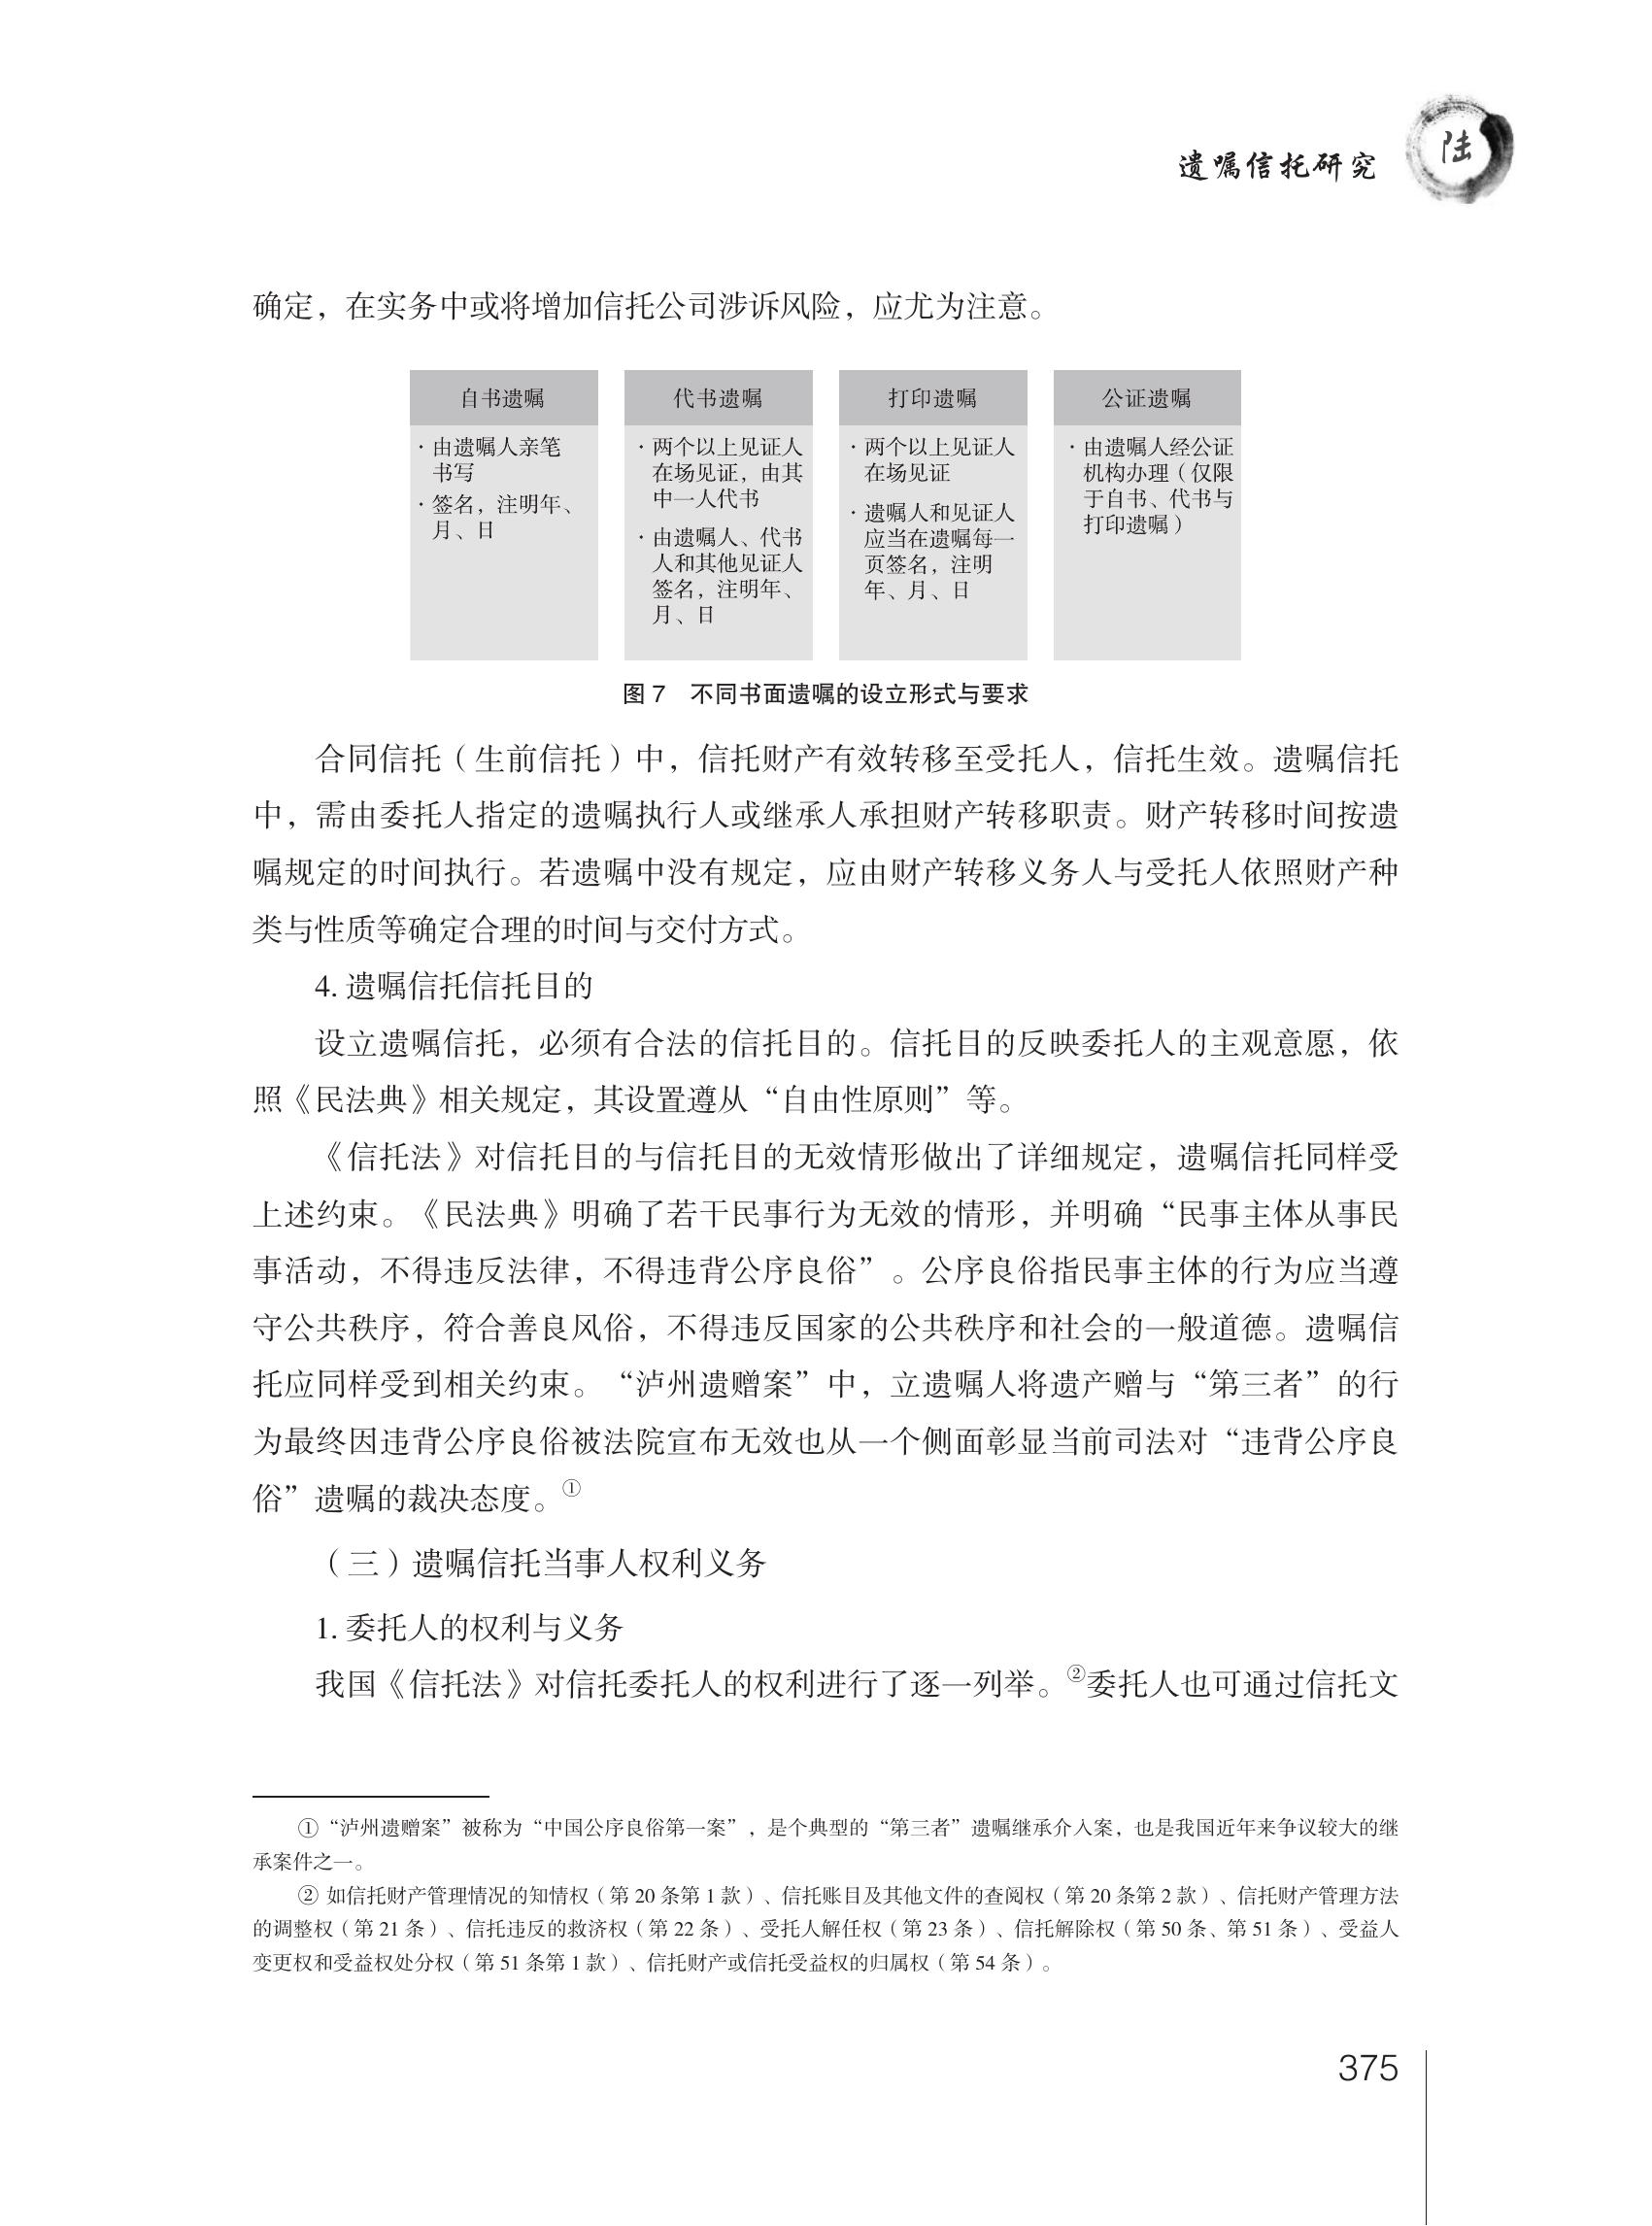 遗嘱信托研究
陆
确定，在实务中或将增加信托公司涉诉风险，应尤为注意。
自书遗嘱
· 由遗嘱人亲笔
书写
· 签名，注明年、
月、日
代书遗嘱
· 两个以上见证人
在场见证，由其
中一人代书
· 由遗嘱人、代书
人和其他见证人
签名，注明年、
月、日
打印遗嘱
· 两个以上见证人
在场见证
· 遗嘱人和见证人
应当在遗嘱每一
页签名，注明
年、月、日
公证遗嘱
· 由遗嘱人经公证
机构办理（仅限
于自书、代书与
打印遗嘱）
图 7 不同书面遗嘱的设立形式与要求
合同信托（生前信托）中，信托财产有效转移至受托人，信托生效。遗嘱信托
中，需由委托人指定的遗嘱执行人或继承人承担财产转移职责。财产转移时间按遗
嘱规定的时间执行。若遗嘱中没有规定，应由财产转移义务人与受托人依照财产种
类与性质等确定合理的时间与交付方式。
4. 遗嘱信托信托目的
设立遗嘱信托，必须有合法的信托目的。信托目的反映委托人的主观意愿，依
照《民法典》相关规定，其设置遵从“自由性原则”等。
《信托法》对信托目的与信托目的无效情形做出了详细规定，遗嘱信托同样受
上述约束。《民法典》明确了若干民事行为无效的情形，并明确“民事主体从事民
事活动，不得违反法律，不得违背公序良俗”。公序良俗指民事主体的行为应当遵
守公共秩序，符合善良风俗，不得违反国家的公共秩序和社会的一般道德。遗嘱信
托应同样受到相关约束。“泸州遗赠案”中，立遗嘱人将遗产赠与“第三者”的行
为最终因违背公序良俗被法院宣布无效也从一个侧面彰显当前司法对“违背公序良
俗”遗嘱的裁决态度。①
（三）遗嘱信托当事人权利义务
1. 委托人的权利与义务
我国《信托法》对信托委托人的权利进行了逐一列举。②委托人也可通过信托文
① “泸州遗赠案”被称为“中国公序良俗第一案”，是个典型的“第三者”遗嘱继承介入案，也是我国近年来争议较大的继
承案件之一。
② 如信托财产管理情况的知情权（第 20 条第 1 款）、信托账目及其他文件的查阅权（第 20 条第 2 款）、信托财产管理方法
的调整权（第 21 条）、信托违反的救济权（第 22 条）、受托人解任权（第 23 条）、信托解除权（第 50 条、第 51 条）、受益人
变更权和受益权处分权（第 51 条第 1 款）、信托财产或信托受益权的归属权（第 54 条）。
375